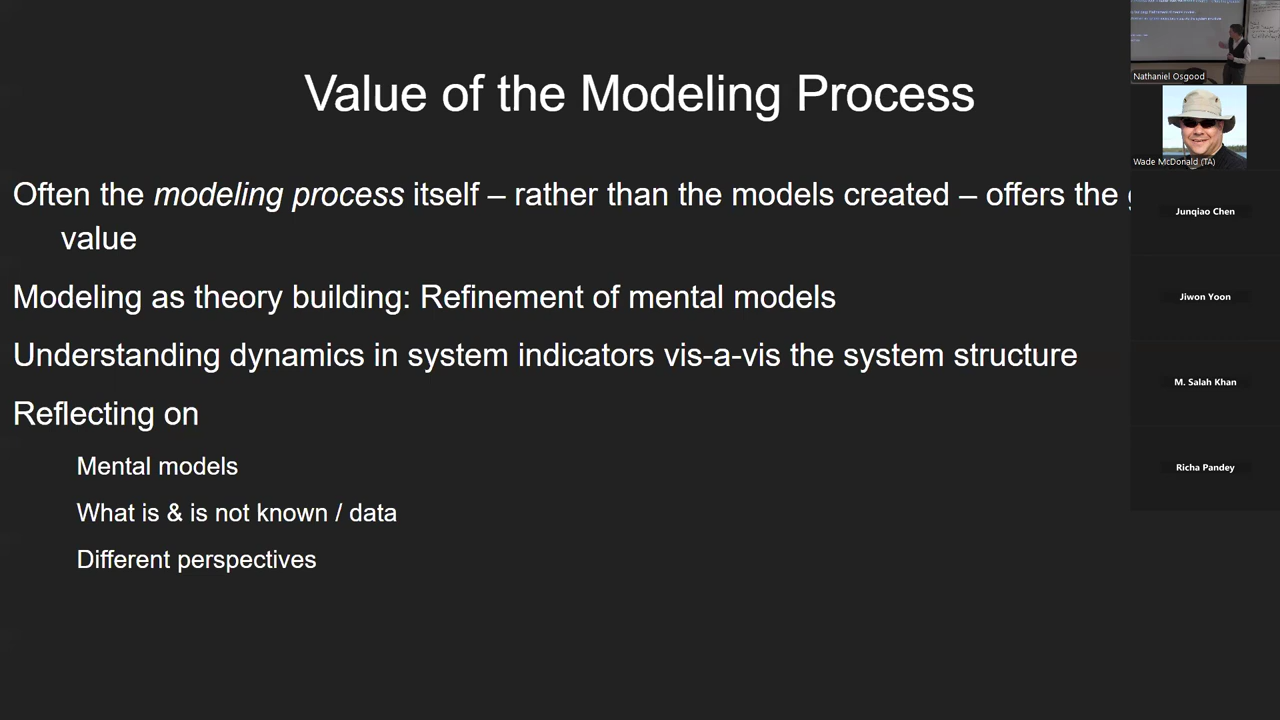 Value of the Modeling Process
Often the modeling process itself – rather than the models created – offers the
value
Modeling as theory building: Refinement of mental models
Understanding dynamics in system indicators vis-a-vis the system structure
Reflecting on
Mental models
What is & is not known / data
Different perspectives
Nathaniel Osgood
Wade McDonald (TA)
Junqiao Chen
Jiwon Yoon
M. Salah Khan
Richa Pandey